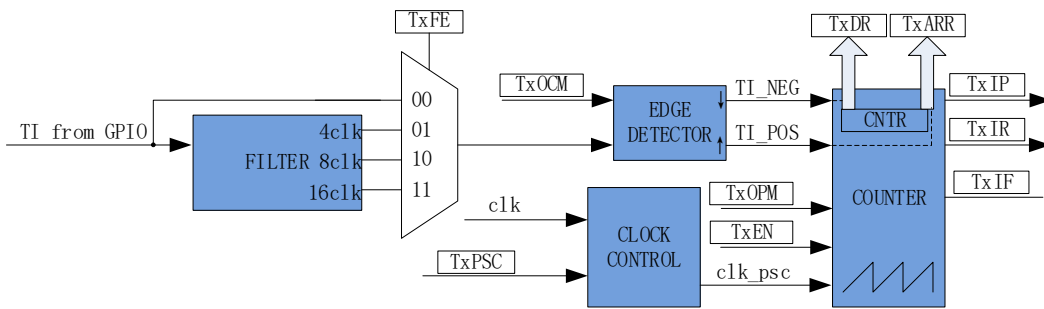 TxFE
TxDR
TxARR
TxOCM
TI_NEG
TxIP
00
EDGE
DETECTOR
CNTR
TI from GPIO
4clk
01
TI_POS
TxIR
FILTER 8clk
10
16clk
11
TxOPM
COUNTER
TxIF
clk
CLOCK
CONTROL
TxEN
TxPSC
clk_psc